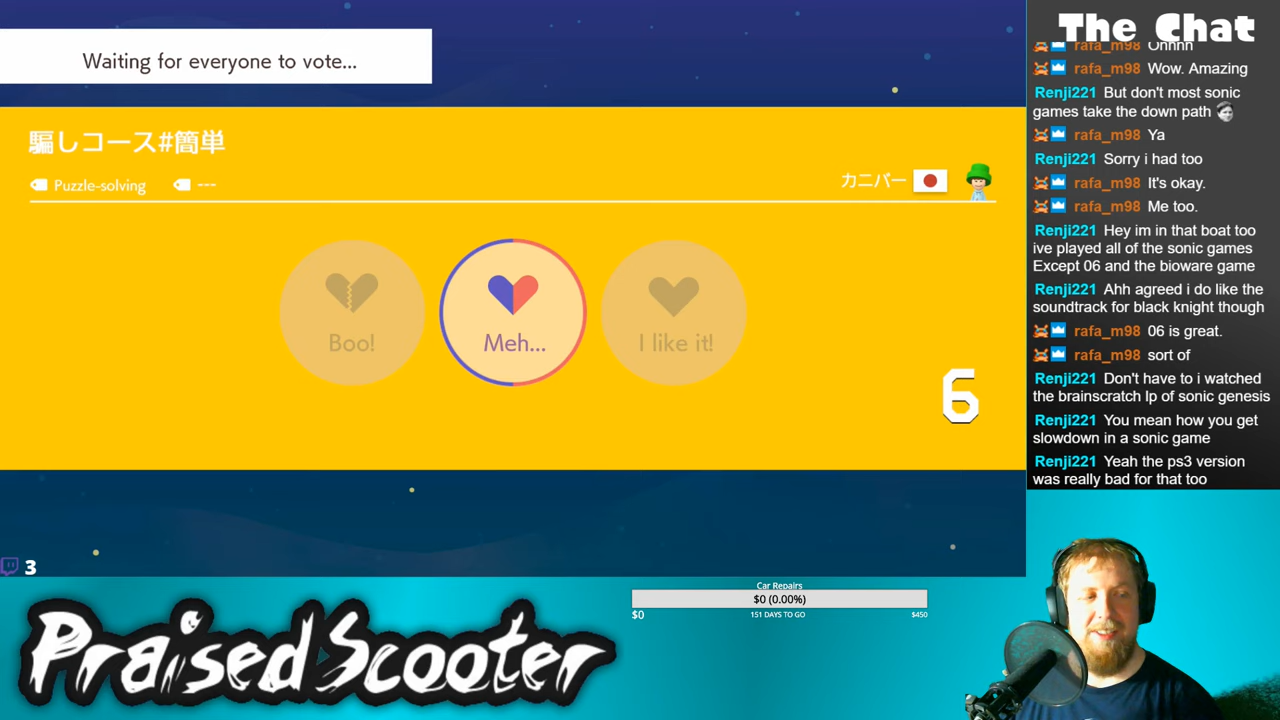 Waiting for everyone to vote...
騙しコース#簡単
Puzzle-solving
---
カニバー
Boo!
Meh...
I like it!
6
3
PraisedScooter
Car Repairs
$0 (0.00%)
$0
151 DAYS TO GO
$450
The Chat
rafa_m98 Ohhhh
rafa_m98 Wow. Amazing
Renji221 But don't most sonic
games take the down path
rafa_m98 Ya
Renji221 Sorry i had too
rafa_m98 It's okay.
rafa_m98 Me too.
Renji221 Hey im in that boat too
ive played all of the sonic games
Except 06 and the bioware game
Renji221 Ahh agreed i do like the
soundtrack for black knight though
rafa_m98 06 is great.
rafa_m98 sort of
Renji221 Don't have to i watched
the brainscratch lp of sonic genesis
Renji221 You mean how you get
slowdown in a sonic game
Renji221 Yeah the ps3 version
was really bad for that too